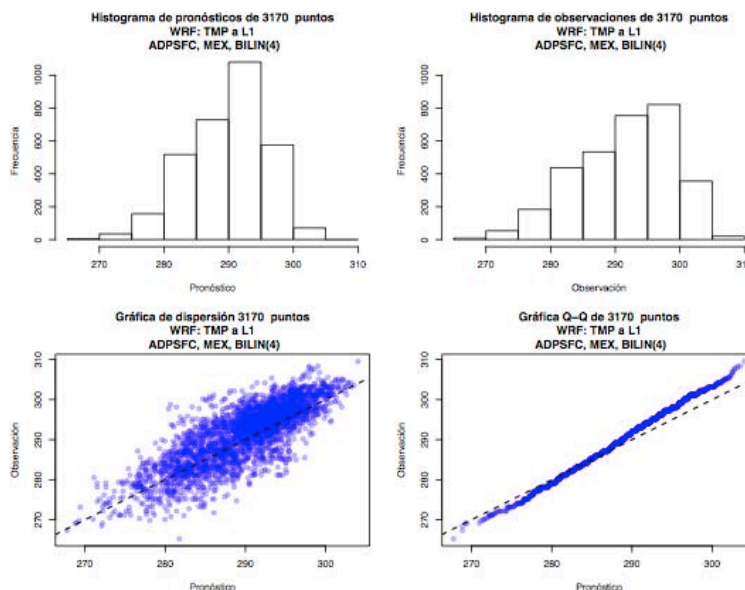 Histograma de pronósticos de 3170 puntos
WRF: TMP a L1
ADPSFC, MEX, BILIN(4)
Frecuencia
0 200 400 600 800 1000
270 280 290 300 310
Pronóstico
Histograma de observaciones de 3170 puntos
WRF: TMP a L1
ADPSFC, MEX, BILIN(4)
Frecuencia
0 200 400 600 800 1000
270 280 290 300 310
Observación
Gráfica de dispersión 3170 puntos
WRF: TMP a L1
ADPSFC, MEX, BILIN(4)
Observación
270 280 290 300 310
270 280 290 300
Pronóstico
Gráfica Q–Q de 3170 puntos
WRF: TMP a L1
ADPSFC, MEX, BILIN(4)
Observación
270 280 290 300 310
270 280 290 300
Pronóstico